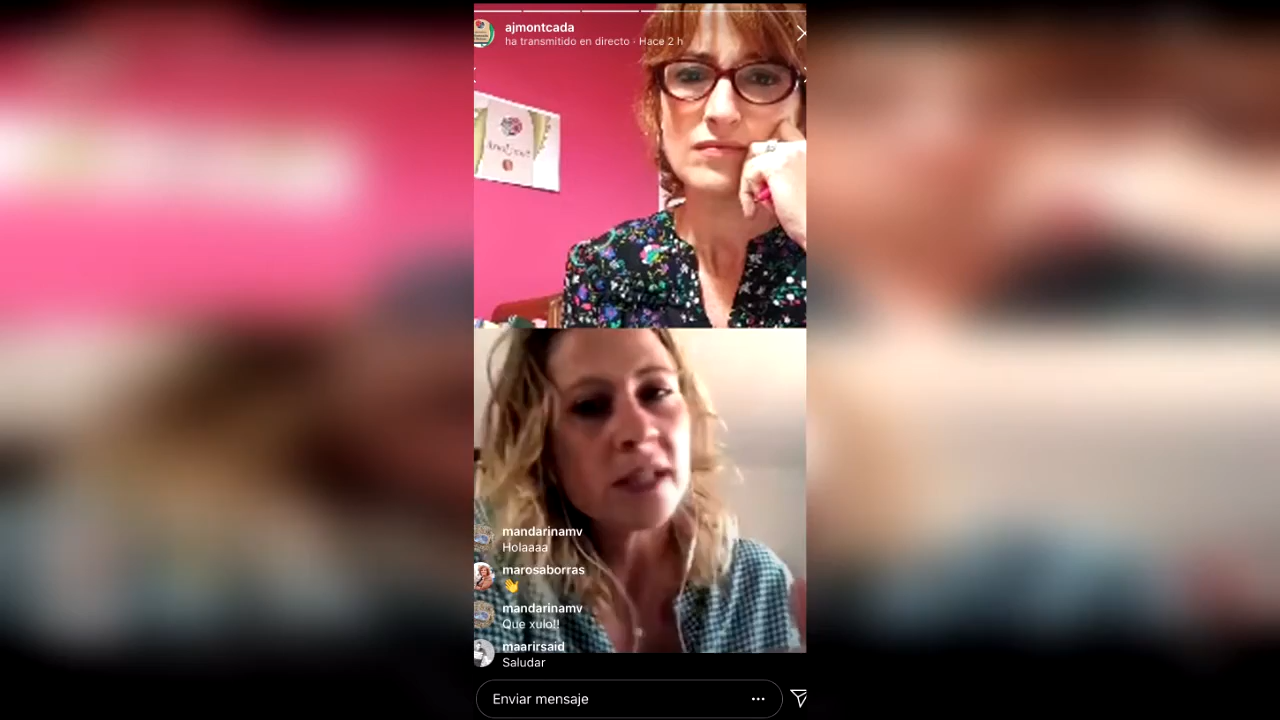 ajmontcada
ha transmitido en directo · Hace 2 h
mandarinamv
Holaaaa
marosaborras
👋
mandarinamv
Que xulo!!
maarirsaid
Saludar
Enviar mensaje